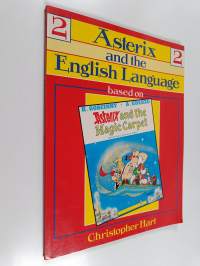 2
Asterix
2
and the
English Language
based on
R. GOSCINNY • A. UDERZO
Asterix and the
Magic Carpet
Christopher Hart